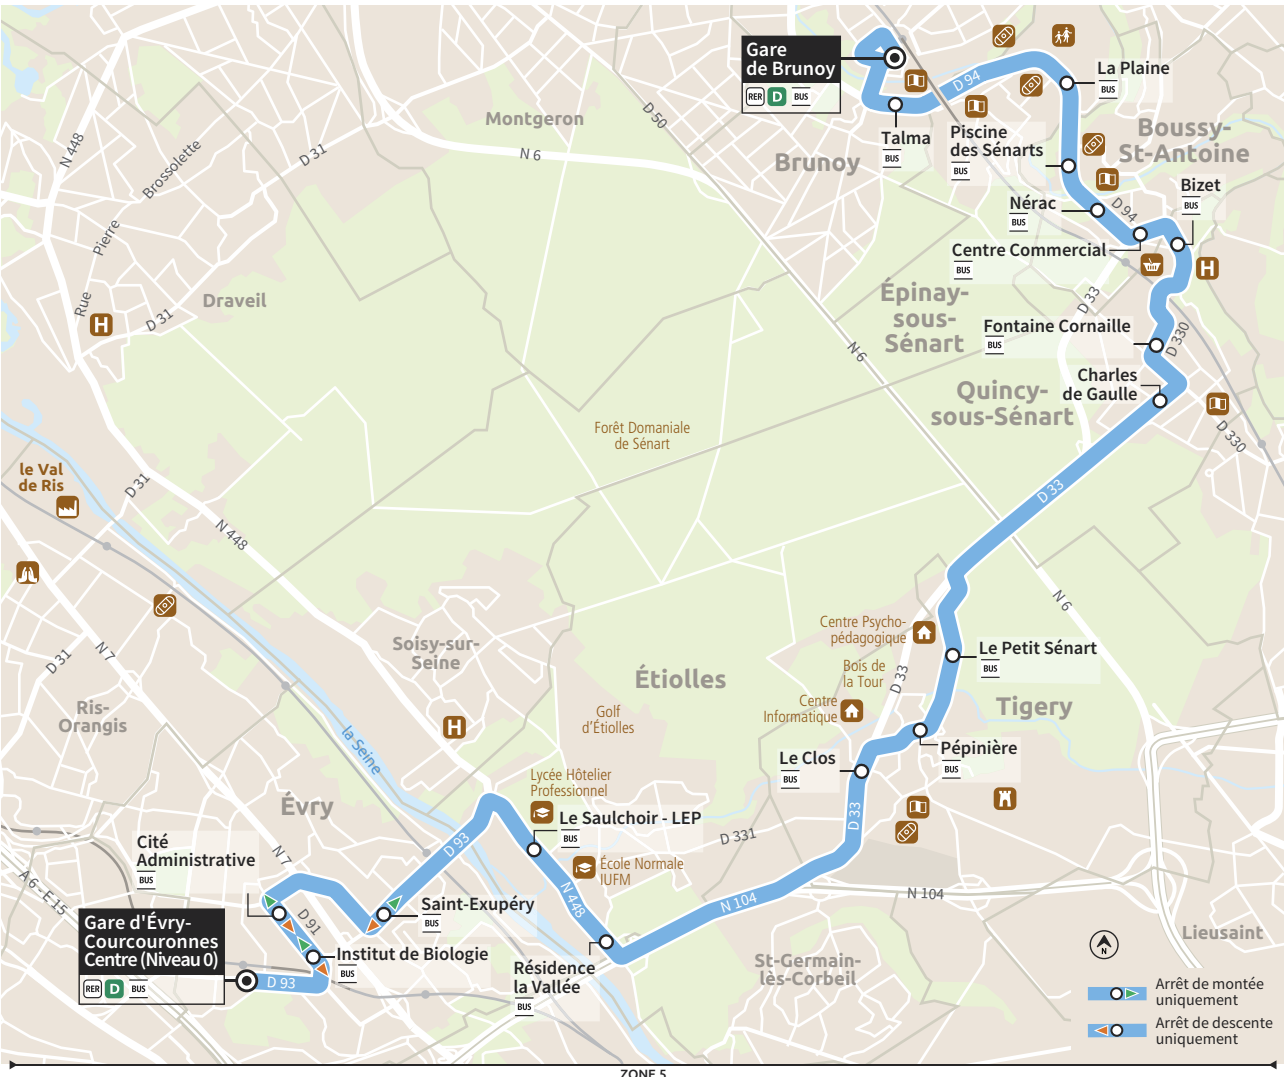 Gare
de Brunoy
RER D BUS
Talma
BUS
Piscine
des Sénarts
BUS
La Plaine
BUS
Boussy-
St-Antoine
Bizet
BUS
Nérac
BUS
Centre Commercial
BUS
Brunoy
Montgeron
D 50
N 6
D 94
D 94
N 448
Brossolette
Pierre
Rue
D 31
D 31
Draveil
H
H
Épinay-
sous-
Sénart
D 33
Fontaine Cornaille
BUS
D 330
Charles
de Gaulle
Quincy-
sous-Sénart
D 330
N 6
Forêt Domaniale
de Sénart
D 33
le Val
de Ris
D 31
N 448
N 6
Centre Psycho-
pédagogique
Le Petit Sénart
BUS
Soisy-sur-
Seine
Bois de
la Tour
D 33
Étiolles
Centre
Informatique
Tigery
D 31
N 7
Ris-
Orangis
Golf
d'Étiolles
H
la Seine
Pépinière
BUS
Le Clos
BUS
Lycée Hôtelier
Professionnel
Évry
Le Saulchoir - LEP
BUS
D 331
D 33
D 93
Cité
Administrative
BUS
N 7
École Normale
IUFM
A 6 - E 15
N 448
N 104
N 104
Saint-Exupéry
BUS
D 91
Gare d'Évry-
Courcouronnes
Centre (Niveau 0)
RER D BUS
D 93
Institut de Biologie
BUS
Résidence
la Vallée
BUS
St-Germain-
lès-Corbeil
Lieusaint
N
Arrêt de montée
uniquement
Arrêt de descente
uniquement
ZONE 5